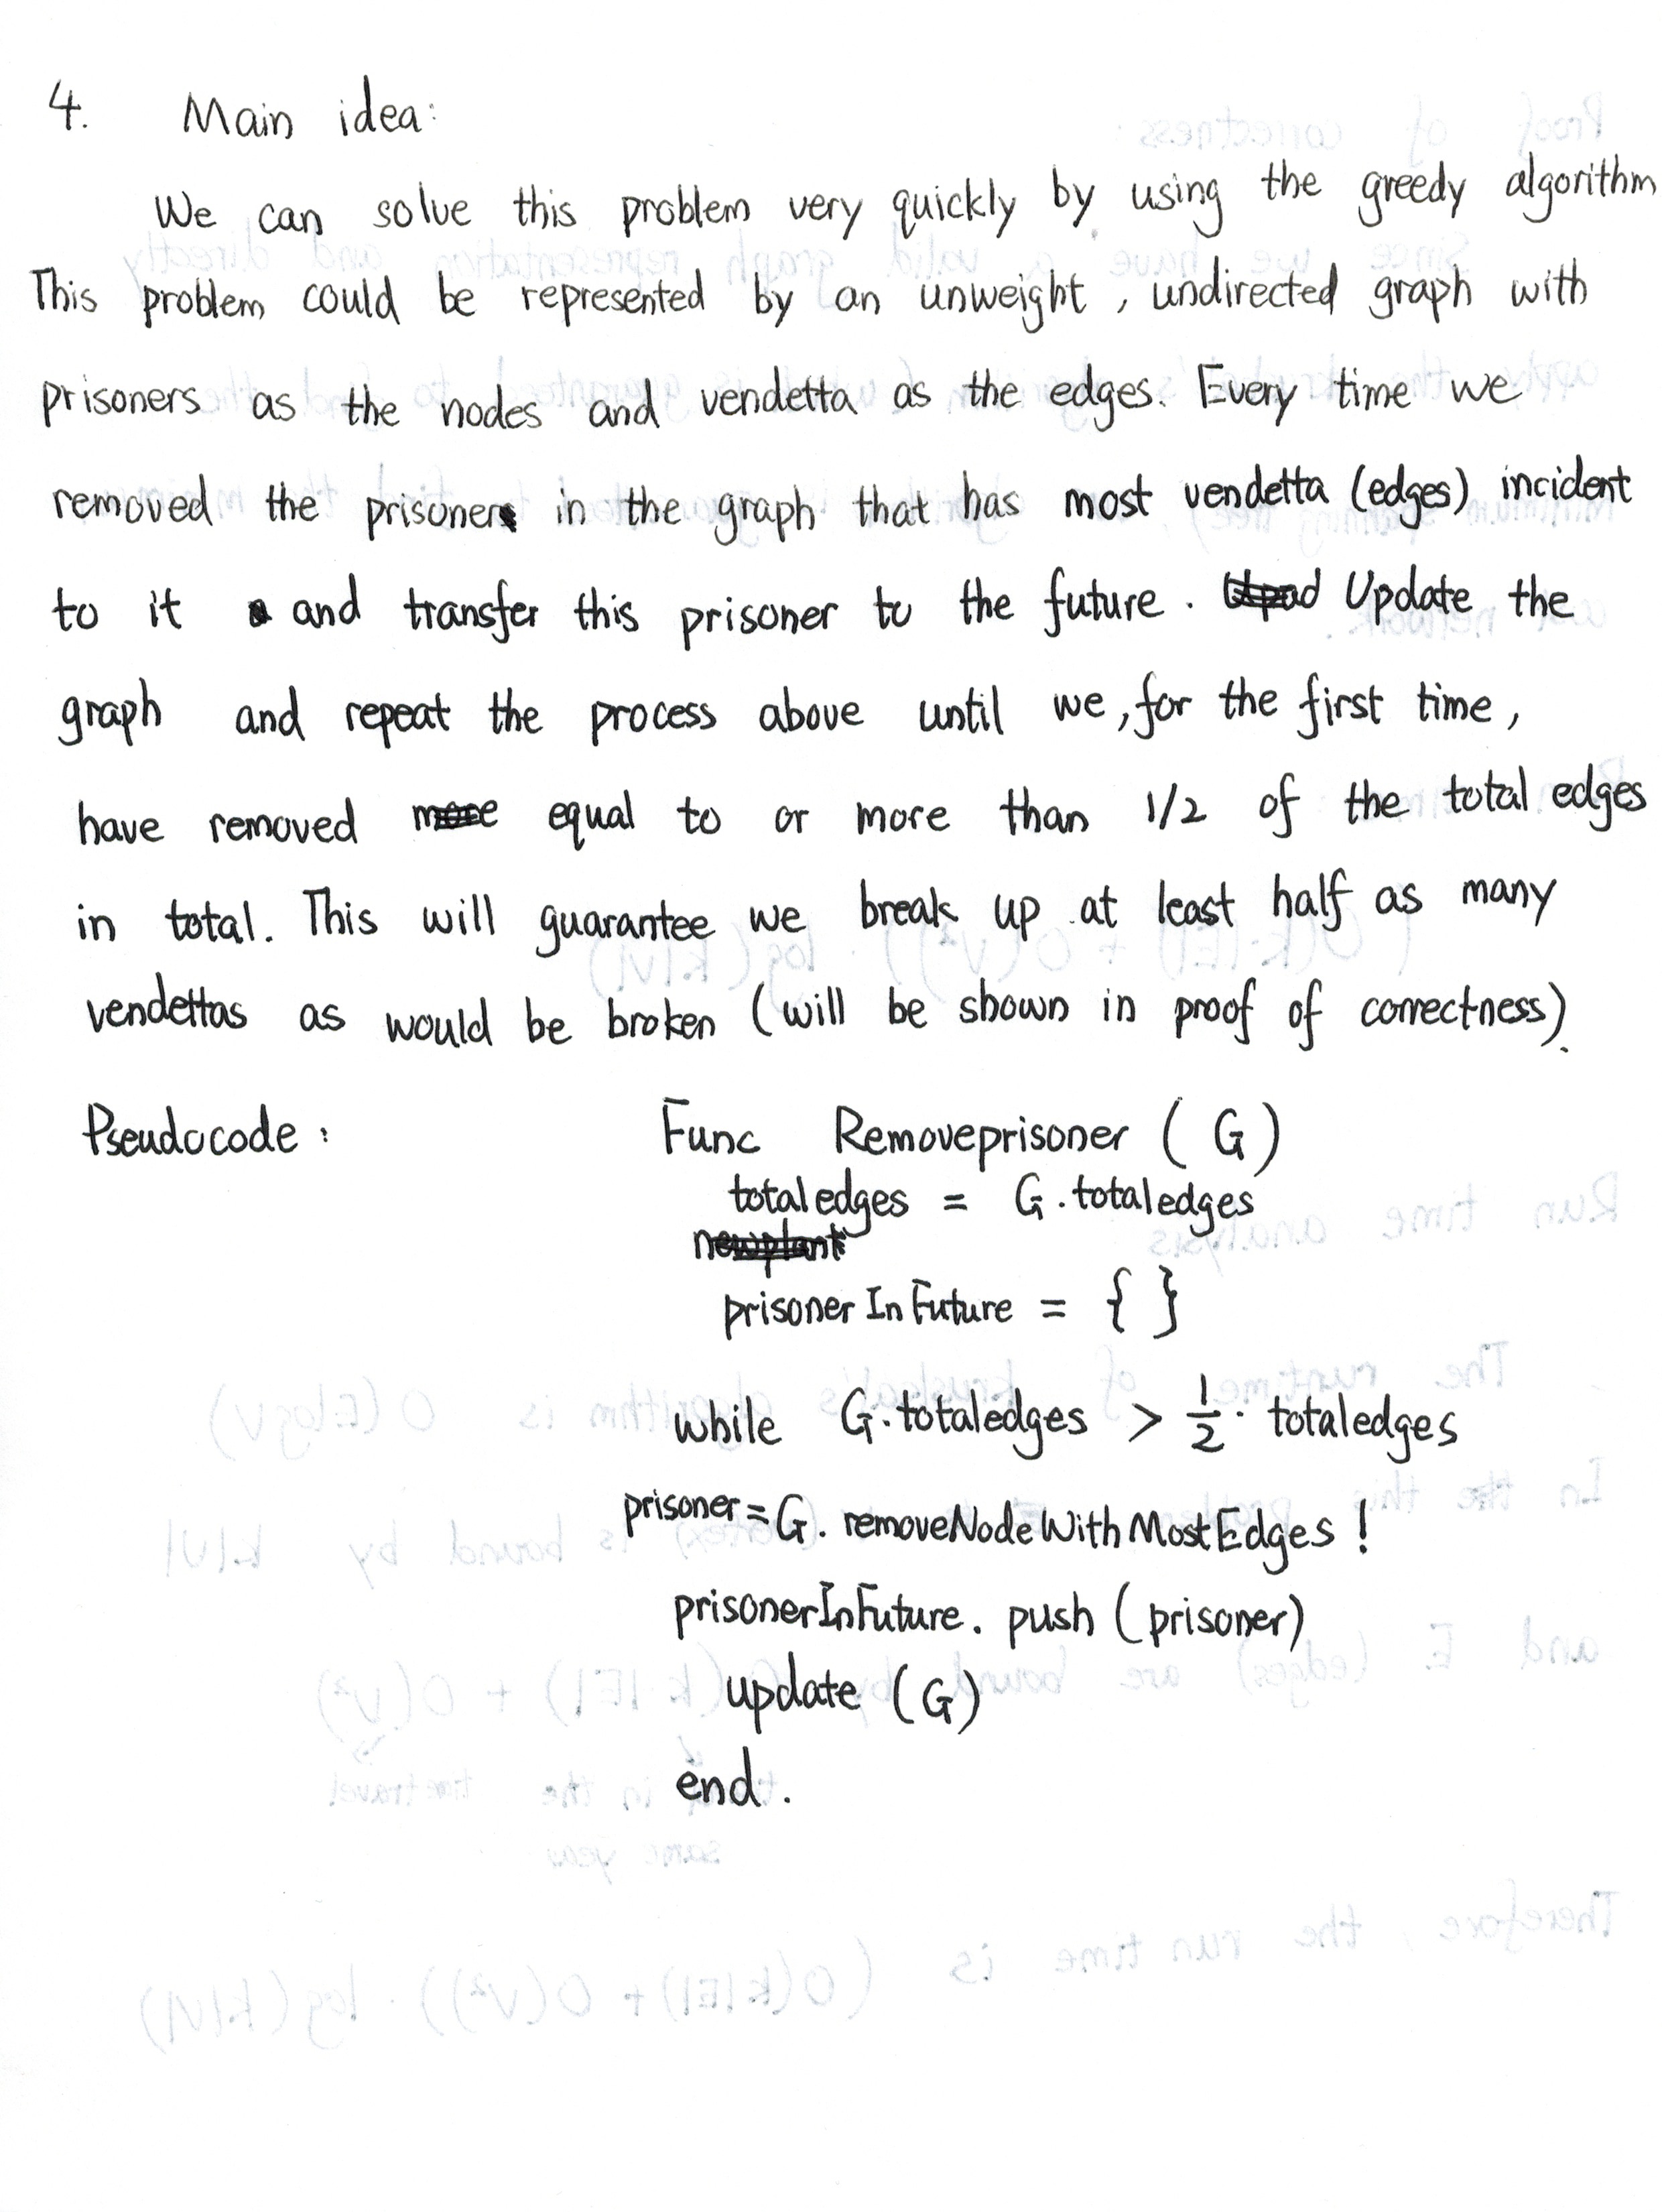 4. Main idea:
We can solve this problem very quickly by using the greedy algorithm
This problem could be represented by an unweight, undirected graph with
prisoners as the nodes and vendetta as the edges. Every time we
removed the prisoner in the graph that has most vendetta (edges) incident
to it and transfer this prisoner to the future. Update the
graph and repeat the process above until we, for the first time,
have removed equal to or more than 1/2 of the total edges
in total. This will guarantee we break up at least half as many
vendettas as would be broken (will be shown in proof of correctness).
Pseudocode: Func Removeprisoner (G)
totaledges = G.totaledges
prisonerInFuture = { }
while G.totaledges > 1/2 · totaledges
prisoner = G.removeNodeWithMostEdges!
prisonerInFuture.push (prisoner)
update (G)
end.